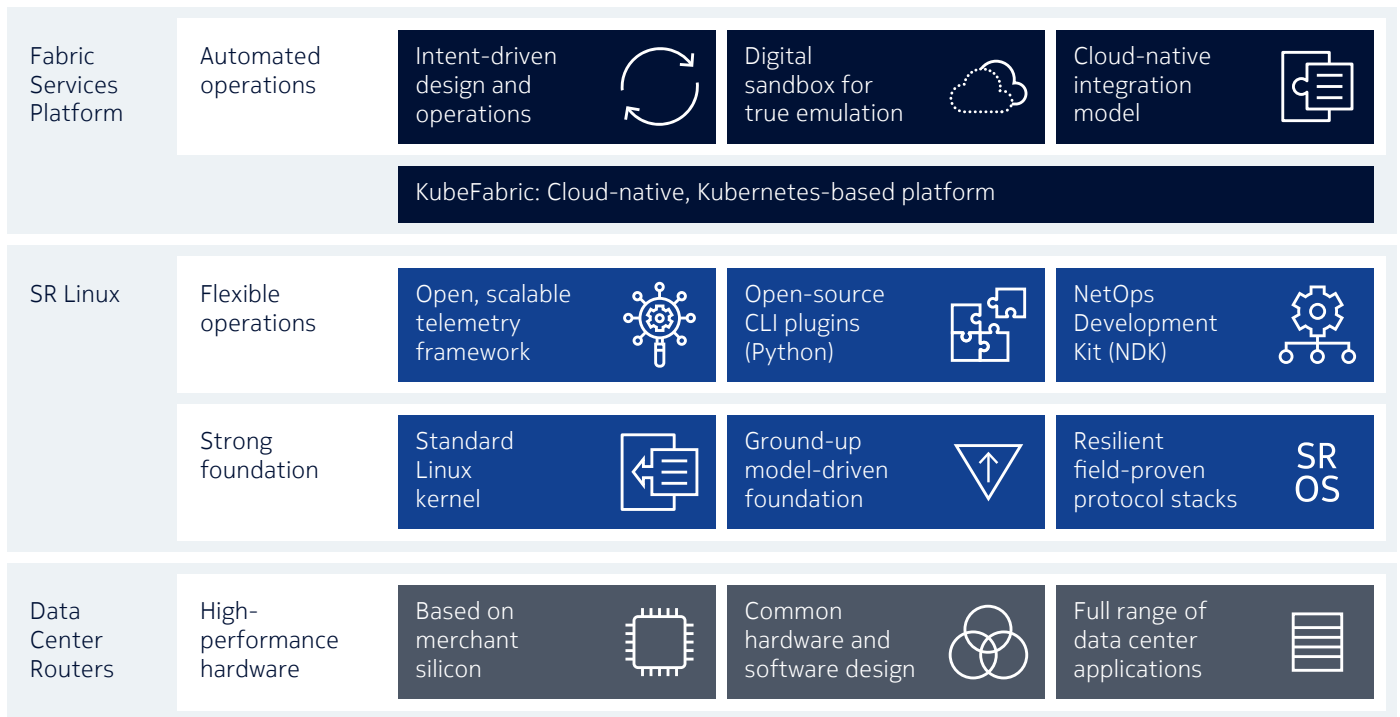 Fabric
Services
Platform
Automated
operations
Intent-driven
design and
operations
Digital
sandbox for
true emulation
Cloud-native
integration
model
KubeFabric: Cloud-native, Kubernetes-based platform
SR Linux
Flexible
operations
Open, scalable
telemetry
framework
Open-source
CLI plugins
(Python)
NetOps
Development
Kit (NDK)
Strong
foundation
Standard
Linux
kernel
Ground-up
model-driven
foundation
Resilient
field-proven
protocol stacks
SR
OS
Data
Center
Routers
High-
performance
hardware
Based on
merchant
silicon
Common
hardware and
software design
Full range of
data center
applications